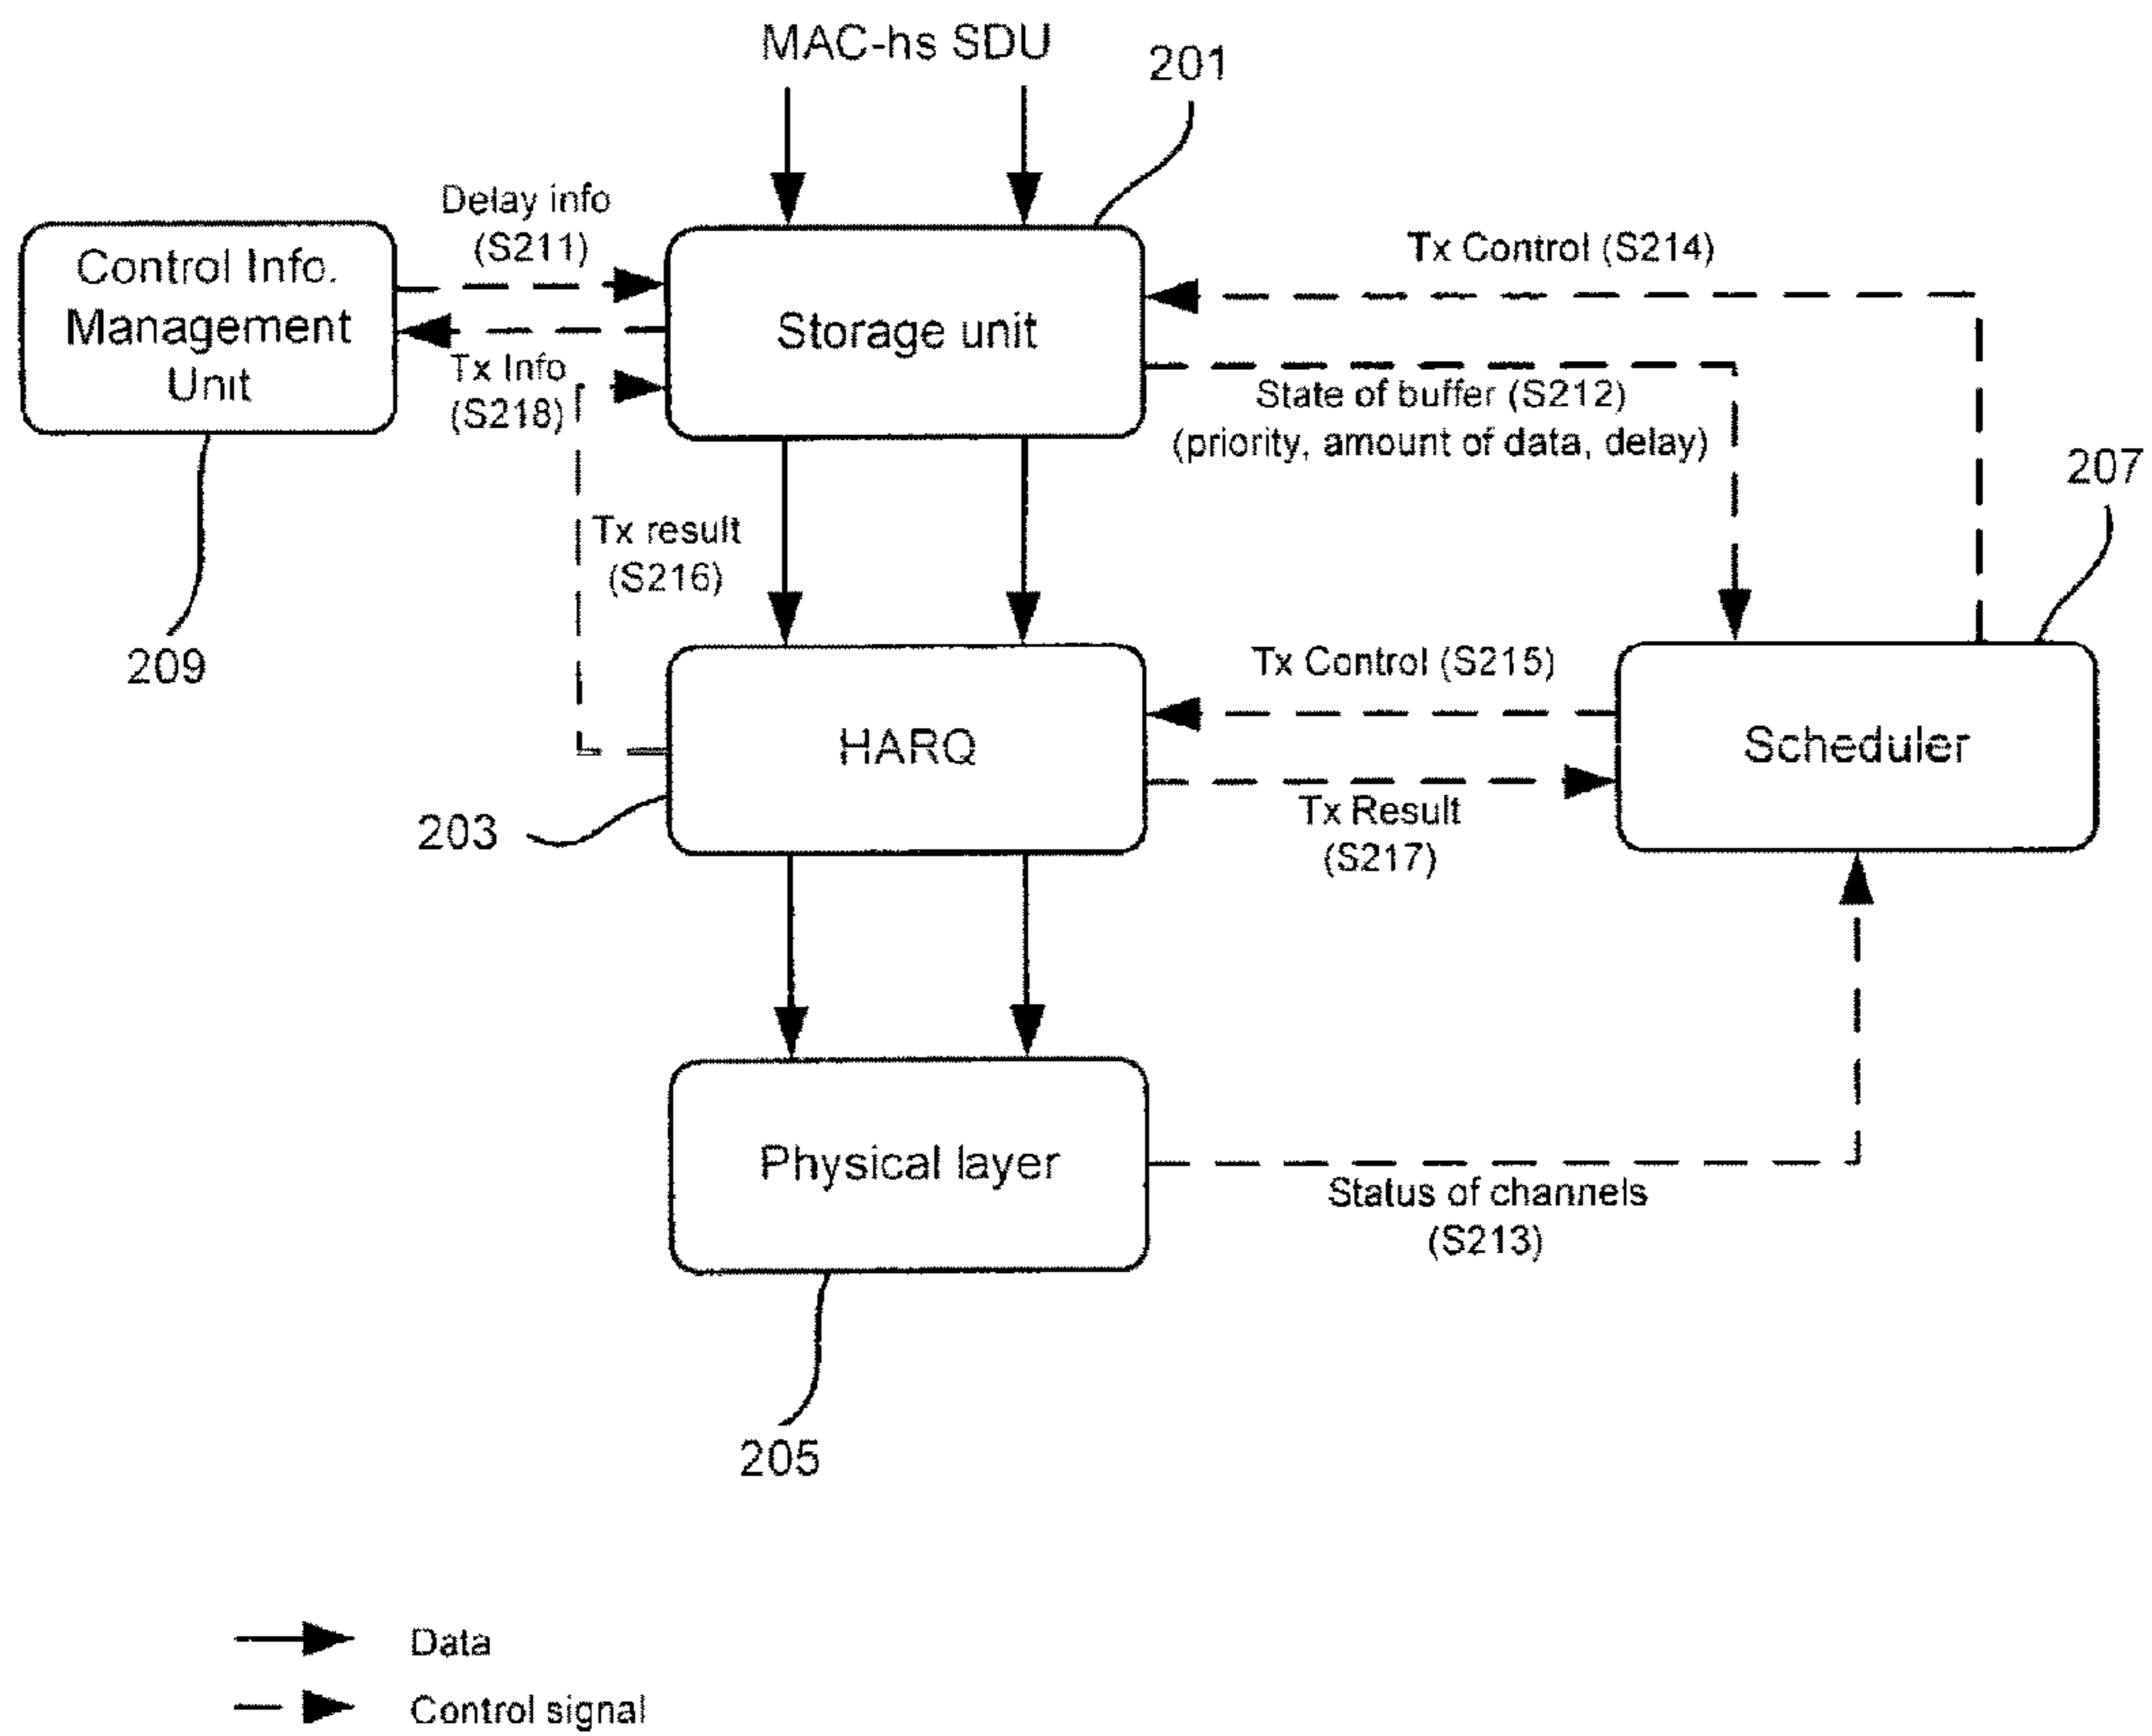 MAC-hs SDU
201
Delay info
(S211)
Control Info.
Management
Unit
Tx Info
(S218)
Storage unit
Tx Control (S214)
State of buffer (S212)
(priority, amount of data, delay)
207
Tx result
(S216)
209
HARQ
Tx Control (S215)
Tx Result
(S217)
Scheduler
203
Physical layer
Status of channels
(S213)
205
Data
Control signal